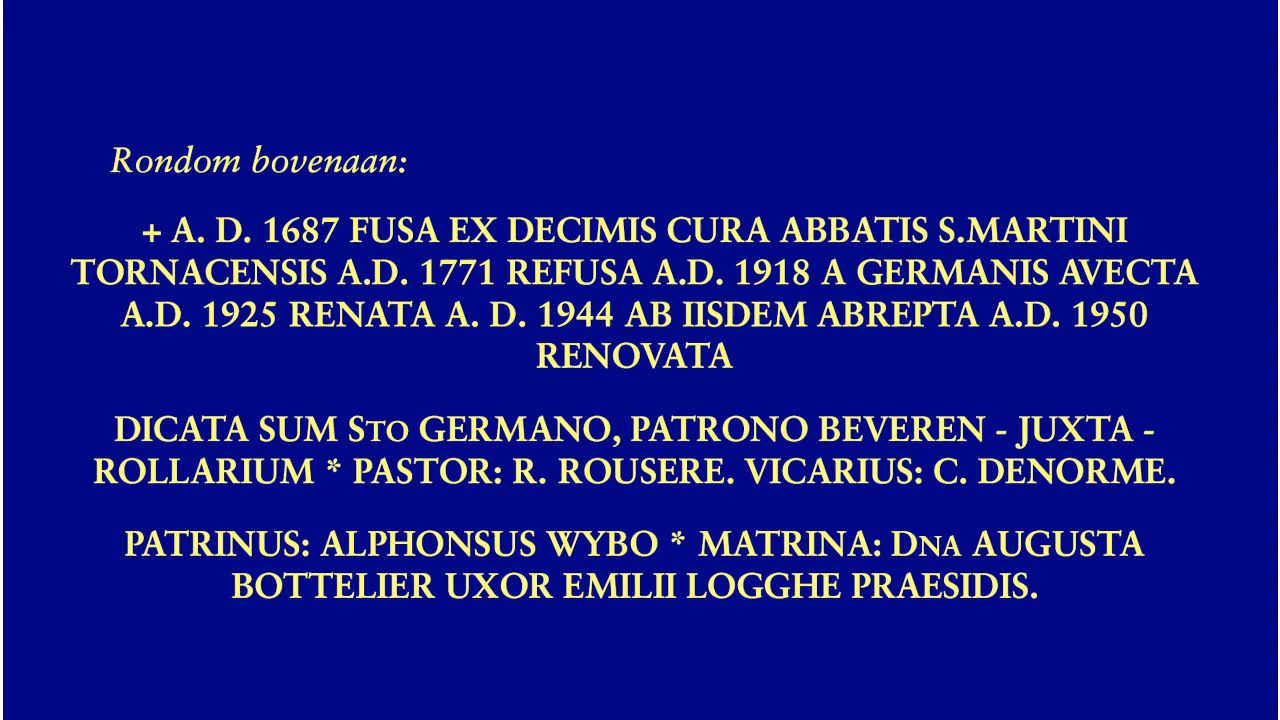 Rondom bovenaan:
+ A. D. 1687 FUSA EX DECIMIS CURA ABBATIS S.MARTINI
TORNACENSIS A.D. 1771 REFUSA A.D. 1918 A GERMANIS AVECTA
A.D. 1925 RENATA A. D. 1944 AB IISDEM ABREPTA A.D. 1950
RENOVATA
DICATA SUM STO GERMANO, PATRONO BEVEREN - JUXTA -
ROLLARIUM * PASTOR: R. ROUSERE. VICARIUS: C. DENORME.
PATRINUS: ALPHONSUS WYBO * MATRINA: DNA AUGUSTA
BOTTELIER UXOR EMILII LOGGHE PRAESIDIS.